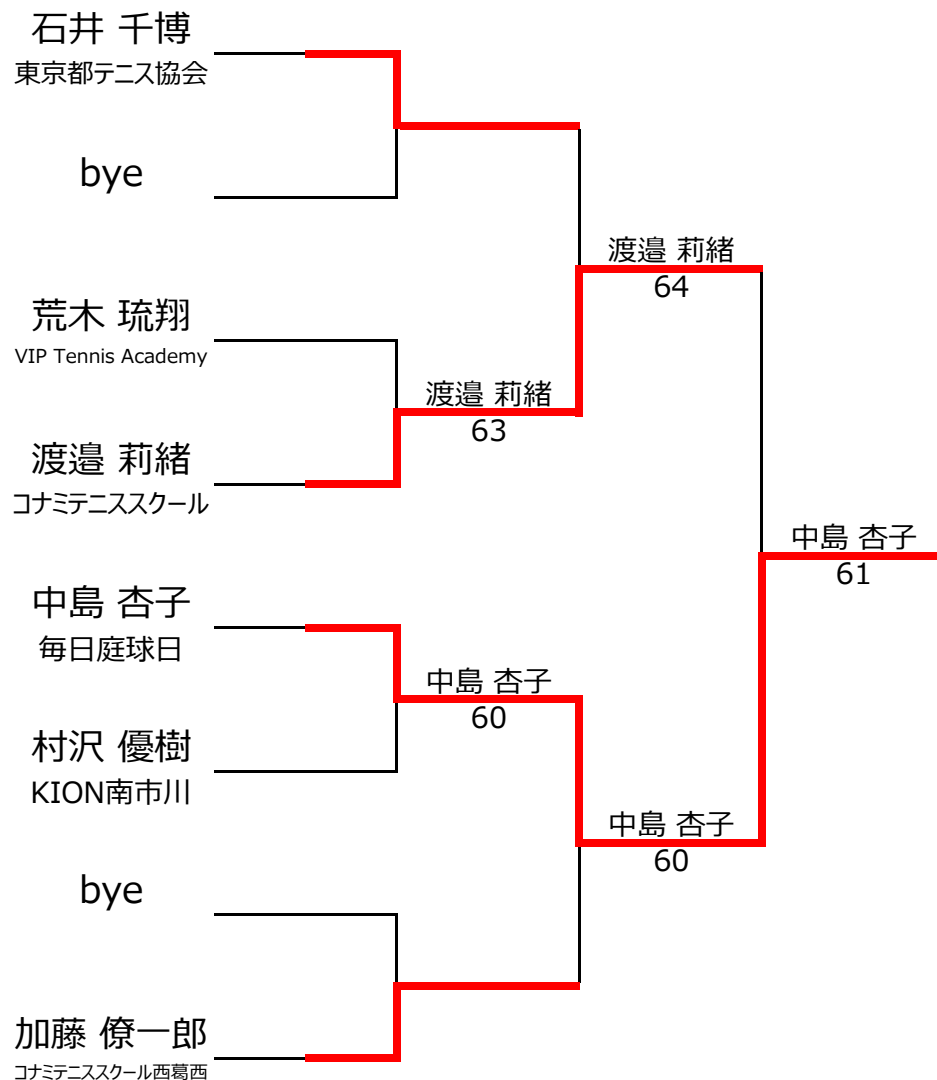 石井 千博
東京都テニス協会
bye
荒木 琉翔
VIP Tennis Academy
渡邉 莉緒
コナミテニススクール
中島 杏子
毎日庭球日
村沢 優樹
KION南市川
bye
加藤 僚一郎
コナミテニススクール西葛西
渡邉 莉緒
63
中島 杏子
60
渡邉 莉緒
64
中島 杏子
60
中島 杏子
61